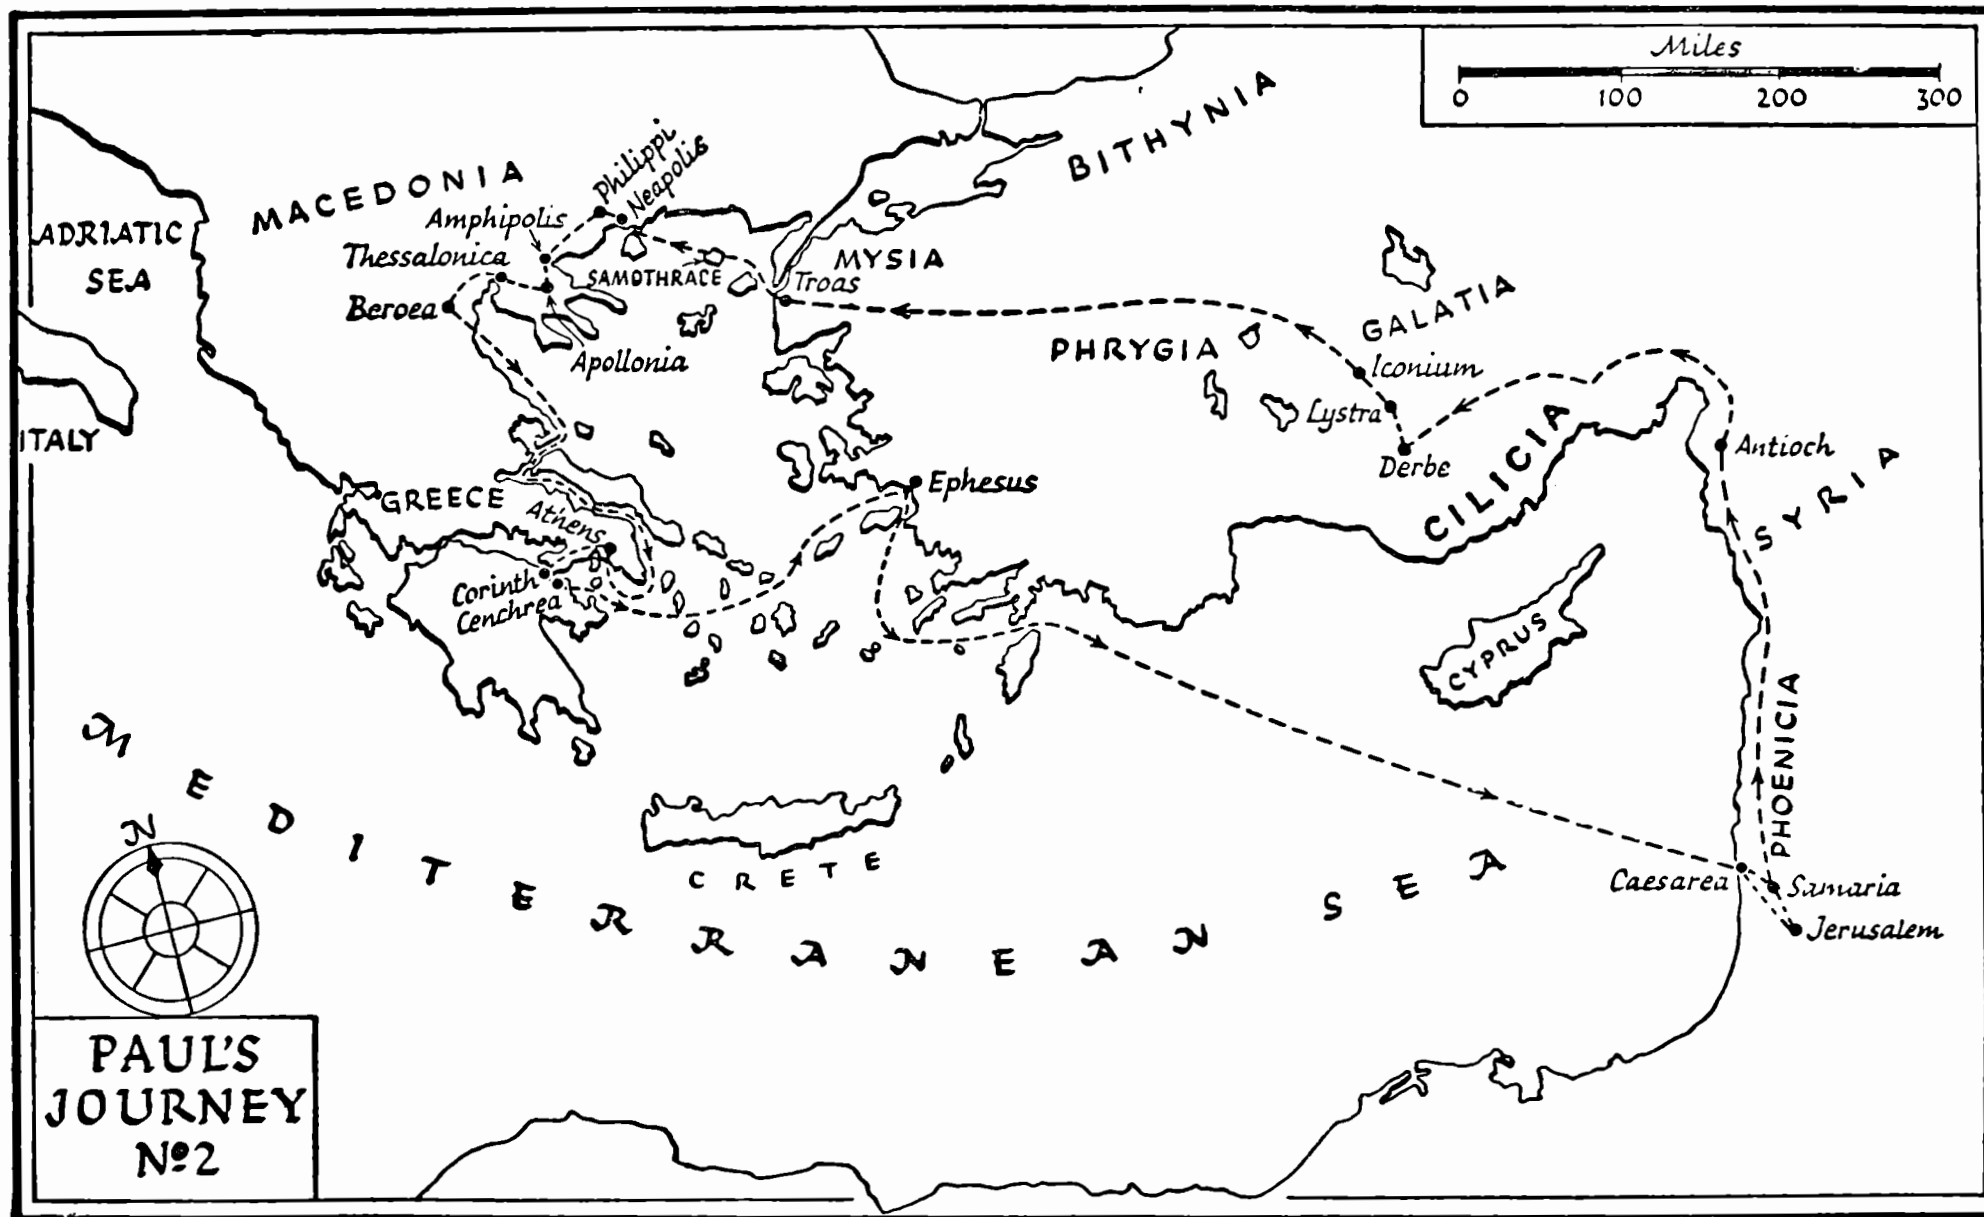 Miles
0 100 200 300
BITHYNIA
MACEDONIA
Philippi
Neapolis
Amphipolis
Thessalonica
Beroea
ADRIATIC
SEA
SAMOTHRACE
MYSIA
Troas
Apollonia
PHRYGIA
GALATIA
Iconium
Lystra
Derbe
CILICIA
Antioch
SYRIA
ITALY
GREECE
Athens
Corinth
Cenchrea
Ephesus
CYPRUS
PHOENICIA
CRETE
MEDITERRANEAN SEA
Caesarea
Samaria
Jerusalem
N
PAUL'S
JOURNEY
Nº2